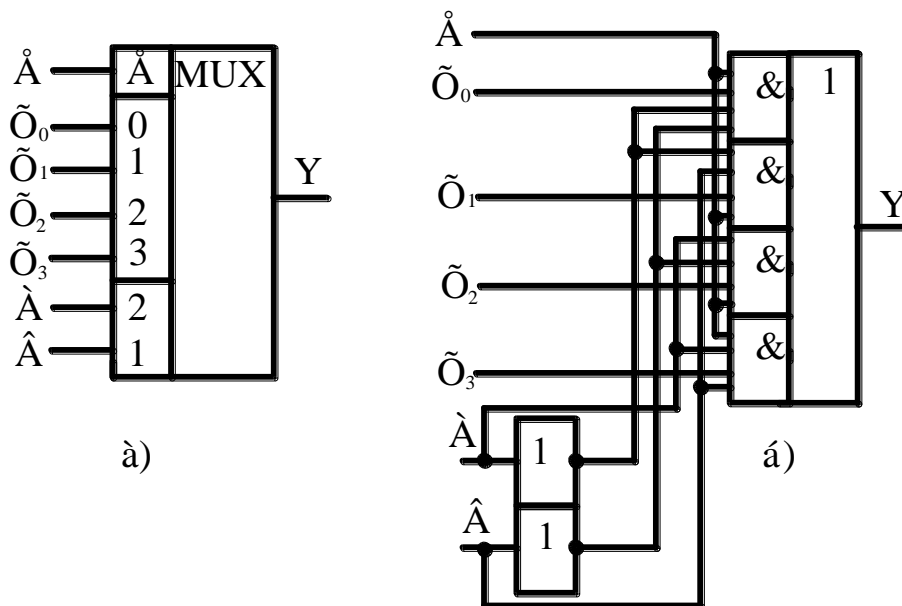 Å Å MUX
Õ₀ 0
Õ₁ 1
Y
Õ₂ 2
Õ₃ 3
À 2
Â 1
à)
Å
Õ₀ & 1
Õ₁ &
Y
Õ₂ &
Õ₃ &
À 1
Â 1
á)